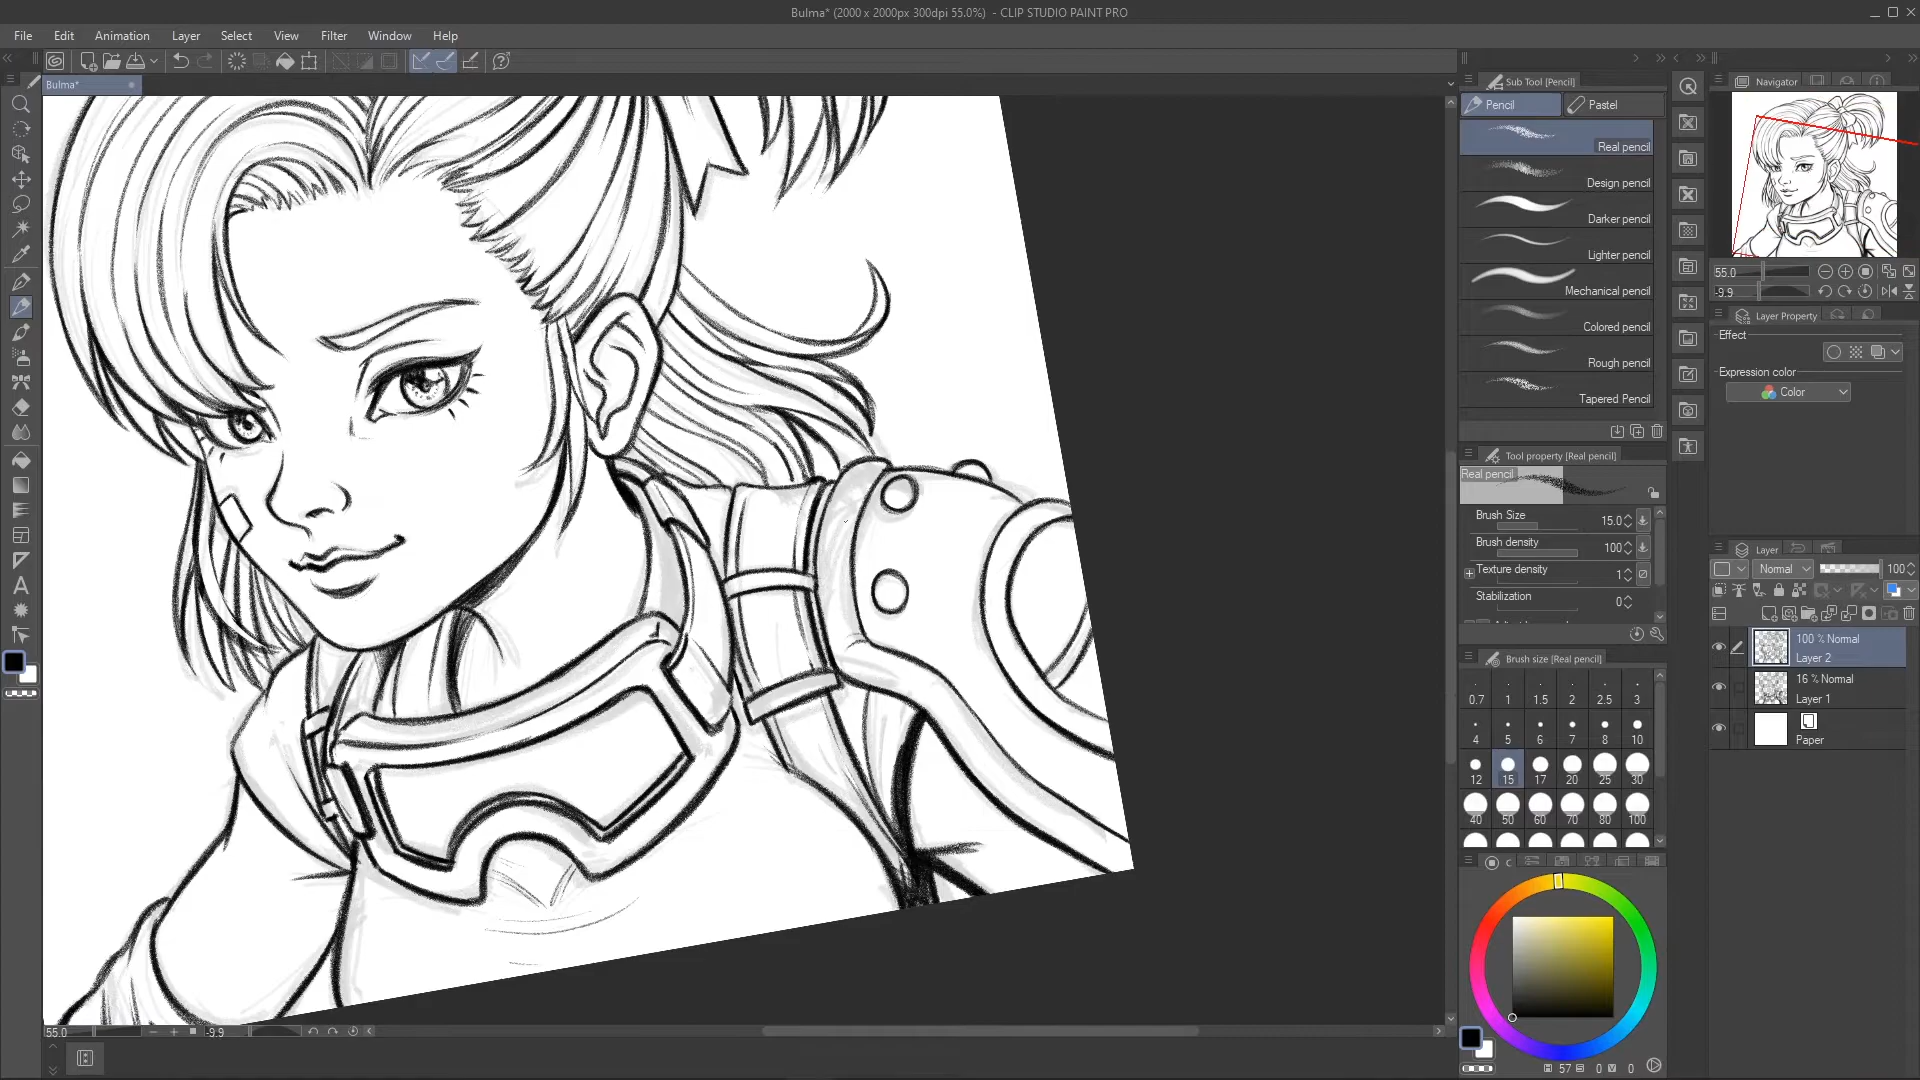 Bulma* (2000 x 2000px 300dpi 55.0%) - CLIP STUDIO PAINT PRO
File Edit Animation Layer Select View Filter Window Help
Bulma*
Sub Tool [Pencil]
Pencil
Pastel
Real pencil
Design pencil
Darker pencil
Lighter pencil
Mechanical pencil
Colored pencil
Rough pencil
Tapered Pencil
Tool property [Real pencil]
Real pencil
Brush Size 15.0
Brush density 100
Texture density 1
Stabilization 0
Brush size [Real pencil]
0.7 1 1.5 2 2.5 3
4 5 6 7 8 10
12 15 17 20 25 30
40 50 60 70 80 100
C
57 0 0
Navigator
55.0
-9.9
Layer Property
Effect
Expression color
Color
Layer
Normal 100
100 % Normal
Layer 2
16 % Normal
Layer 1
Paper
A
55.0
-9.9